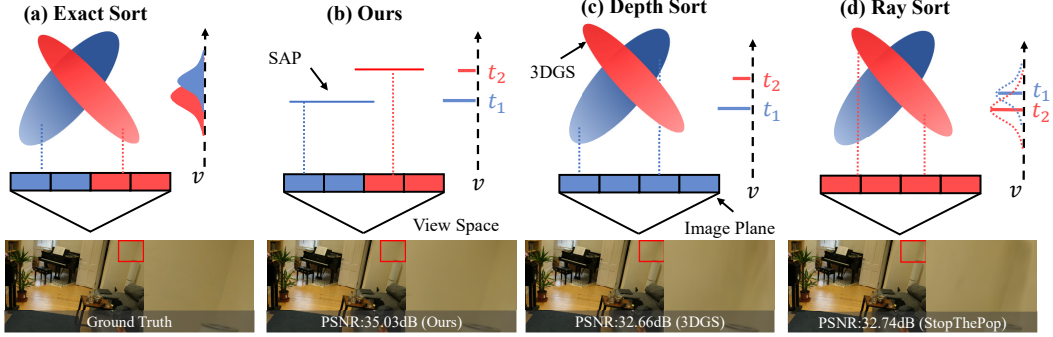 (a) Exact Sort
(b) Ours
(c) Depth Sort
(d) Ray Sort
SAP
3DGS
t₂
t₁
t₂
t₁
t₁
t₂
v
v
v
v
View Space
Image Plane
Ground Truth
PSNR:35.03dB (Ours)
PSNR:32.66dB (3DGS)
PSNR:32.74dB (StopThePop)